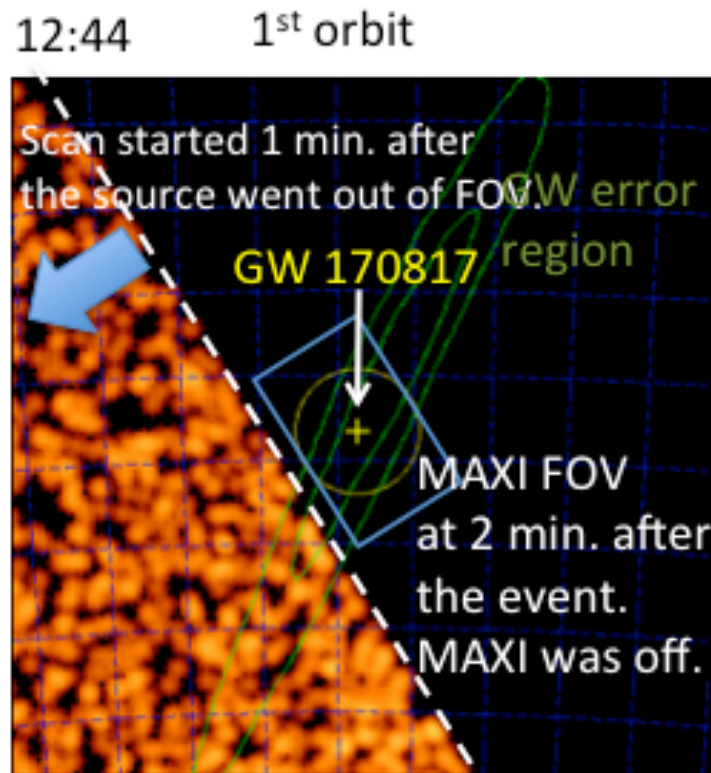 12:44 1st orbit
Scan started 1 min. after
the source went out of FOV.
GW error
region
GW 170817
MAXI FOV
at 2 min. after
the event.
MAXI was off.